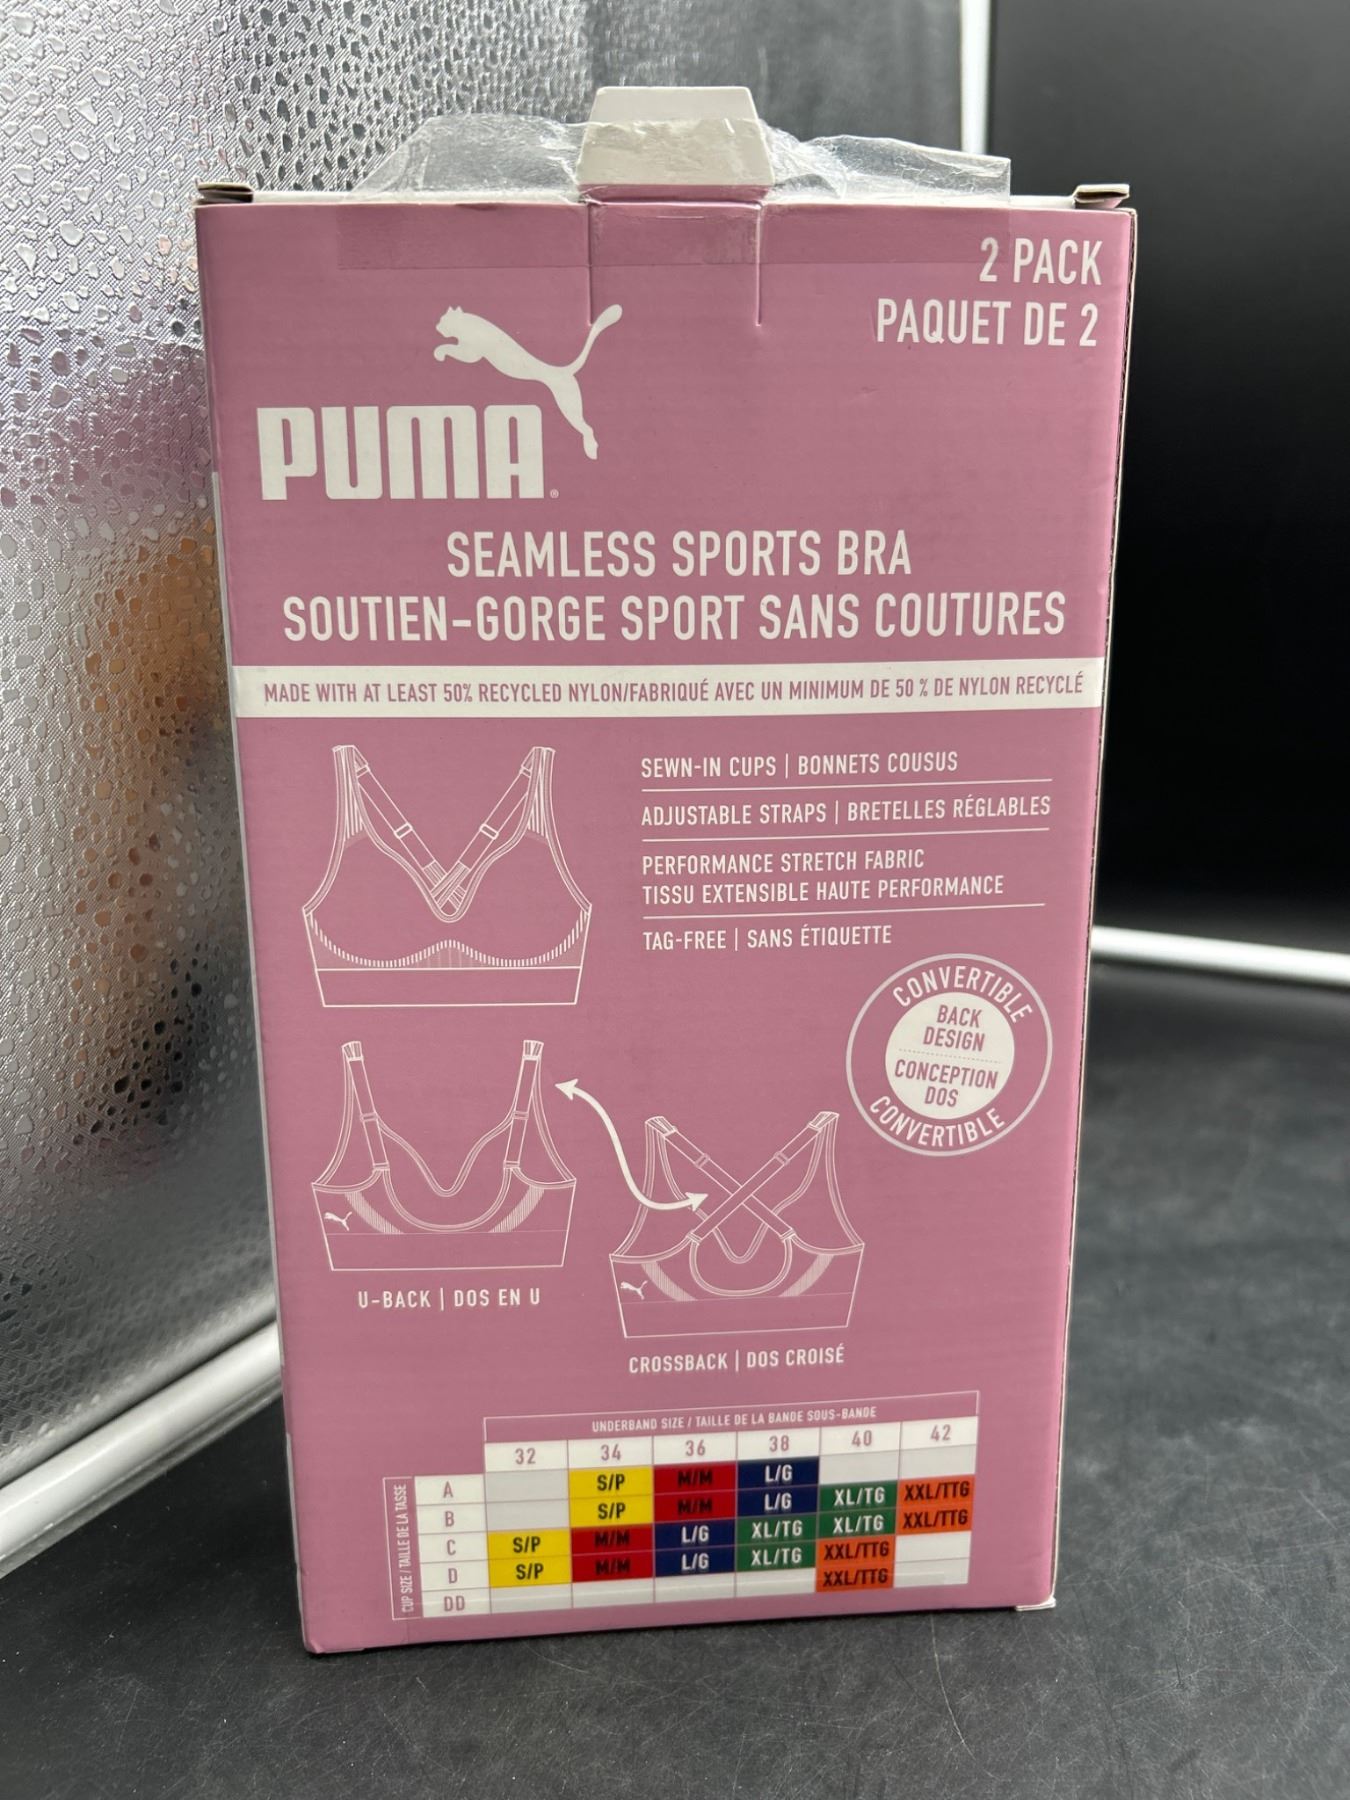 2 PACK
PAQUET DE 2
PUMA®
SEAMLESS SPORTS BRA
SOUTIEN-GORGE SPORT SANS COUTURES
MADE WITH AT LEAST 50% RECYCLED NYLON/FABRIQUÉ AVEC UN MINIMUM DE 50 % DE NYLON RECYCLÉ
SEWN-IN CUPS | BONNETS COUSUS
ADJUSTABLE STRAPS | BRETELLES RÉGLABLES
PERFORMANCE STRETCH FABRIC
TISSU EXTENSIBLE HAUTE PERFORMANCE
TAG-FREE | SANS ÉTIQUETTE
CONVERTIBLE
BACK
DESIGN
CONCEPTION
DOS
CONVERTIBLE
U-BACK | DOS EN U
CROSSBACK | DOS CROISÉ
UNDERBAND SIZE / TAILLE DE LA BANDE SOUS-BANDE
32 34 36 38 40 42
CUP SIZE / TAILLE DE LA TASSE
A S/P M/M L/G
B S/P M/M L/G XL/TG XXL/TTG
C S/P M/M L/G XL/TG XL/TG XXL/TTG
D S/P M/M L/G XL/TG XXL/TTG
DD XXL/TTG